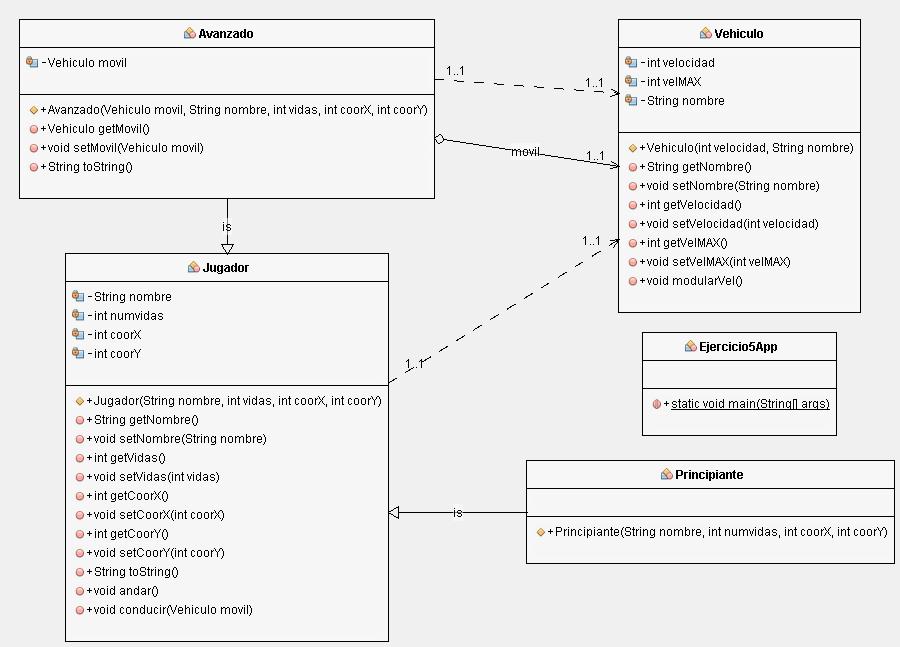 Avanzado
-Vehiculo movil
+Avanzado(Vehiculo movil, String nombre, int vidas, int coorX, int coorY)
+Vehiculo getMovil()
+void setMovil(Vehiculo movil)
+String toString()
1..1
1..1
movil
1..1
Vehiculo
-int velocidad
-int velMAX
-String nombre
+Vehiculo(int velocidad, String nombre)
+String getNombre()
+void setNombre(String nombre)
+int getVelocidad()
+void setVelocidad(int velocidad)
+int getVelMAX()
+void setVelMAX(int velMAX)
+void modularVel()
is
1..1
1..1
Jugador
-String nombre
-int numvidas
-int coorX
-int coorY
+Jugador(String nombre, int vidas, int coorX, int coorY)
+String getNombre()
+void setNombre(String nombre)
+int getVidas()
+void setVidas(int vidas)
+int getCoorX()
+void setCoorX(int coorX)
+int getCoorY()
+void setCoorY(int coorY)
+String toString()
+void andar()
+void conducir(Vehiculo movil)
Ejercicio5App
+static void main(String[] args)
is
Principiante
+Principiante(String nombre, int numvidas, int coorX, int coorY)